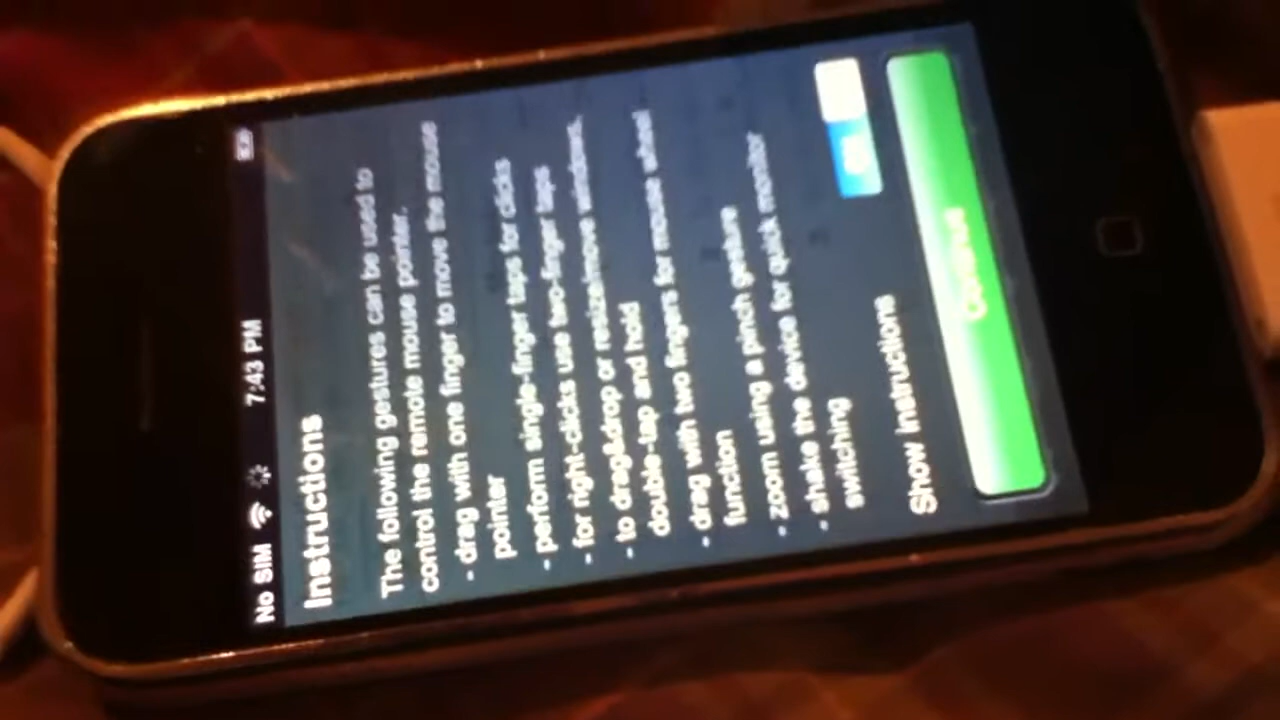 No SIM 7:43 PM
Instructions
The following gestures can be used to
control the remote mouse pointer.
- drag with one finger to move the mouse
pointer
- perform single-finger taps for clicks
- for right-clicks use two-finger taps
- to drag&drop or resize/move windows,
double-tap and hold
- drag with two fingers for mouse wheel
function
- zoom using a pinch gesture
- shake the device for quick monitor
switching
Show instructions ON
Continue